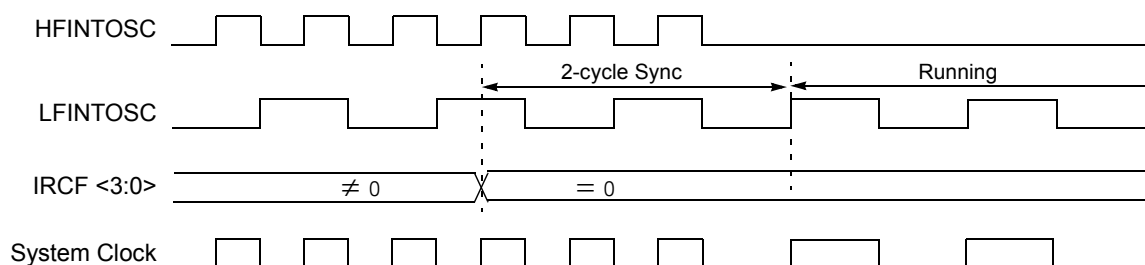 HFINTOSC
2-cycle Sync
Running
LFINTOSC
IRCF <3:0>
≠ 0
= 0
System Clock